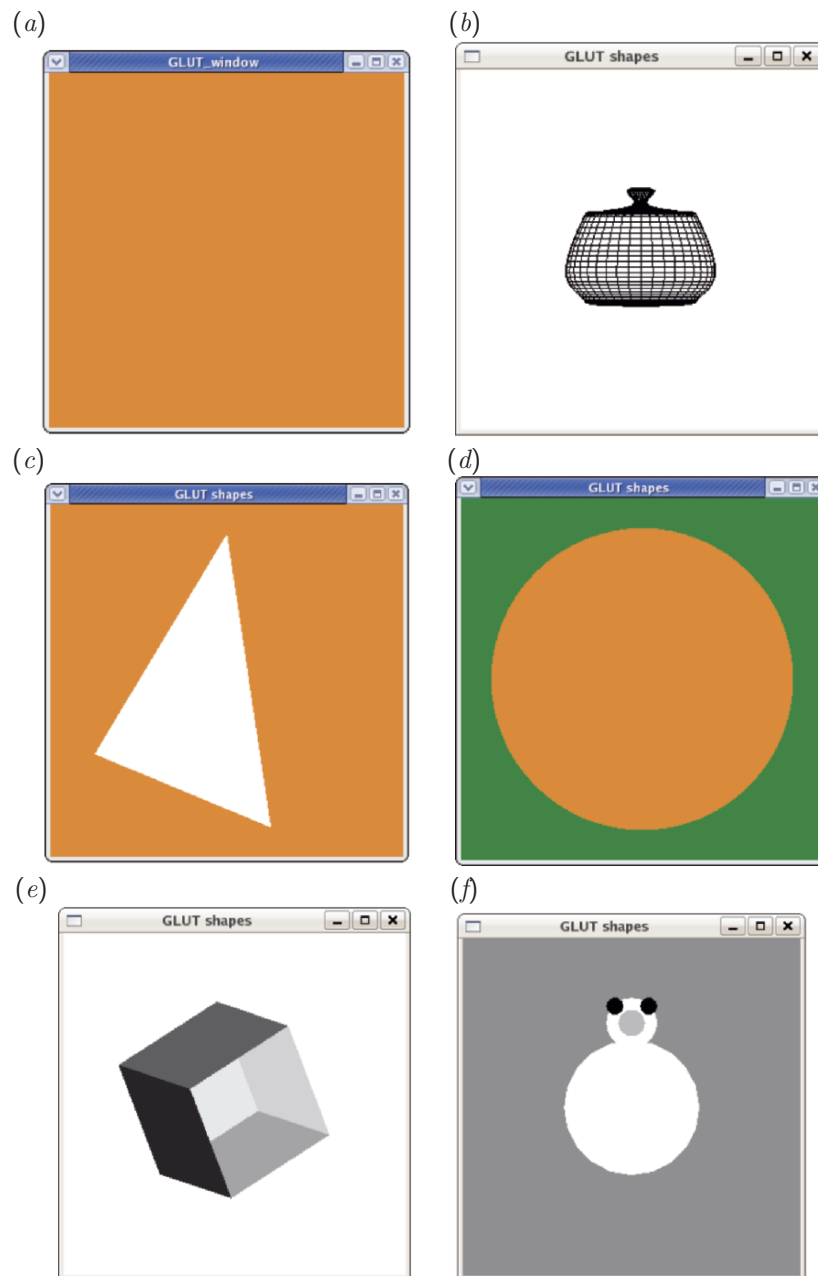 (a)
GLUT_window
(b)
GLUT shapes
(c)
GLUT shapes
(d)
GLUT shapes
(e)
GLUT shapes
(f)
GLUT shapes